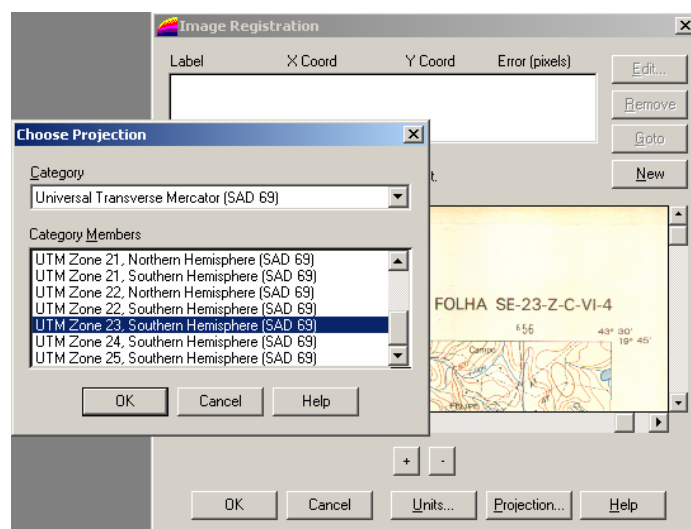 Image Registration
Label X Coord Y Coord Error (pixels)
Edit...
Remove
Goto
New
t.
Choose Projection
Category
Universal Transverse Mercator (SAD 69)
Category Members
UTM Zone 21, Northern Hemisphere (SAD 69)
UTM Zone 21, Southern Hemisphere (SAD 69)
UTM Zone 22, Northern Hemisphere (SAD 69)
UTM Zone 22, Southern Hemisphere (SAD 69)
UTM Zone 23, Southern Hemisphere (SAD 69)
UTM Zone 24, Southern Hemisphere (SAD 69)
UTM Zone 25, Southern Hemisphere (SAD 69)
OK Cancel Help
FOLHA SE-23-Z-C-VI-4
656 43° 30'
19° 45'
Campo
+ -
OK Cancel Units... Projection... Help